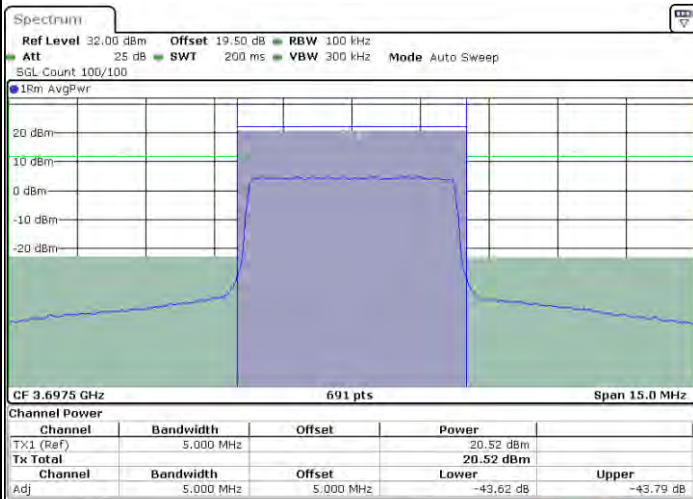 Spectrum
Ref Level 32.00 dBm Offset 19.50 dB RBW 100 kHz
Att 25 dB SWT 200 ms VBW 300 kHz Mode Auto Sweep
SGL Count 100/100
1Rm AvgPwr
20 dBm
10 dBm
0 dBm
-10 dBm
-20 dBm
CF 3.6975 GHz 691 pts Span 15.0 MHz
Channel Power
Channel Bandwidth Offset Power
TX1 (Ref) 5.000 MHz 20.52 dBm
Tx Total 20.52 dBm
Channel Bandwidth Offset Lower Upper
Adj 5.000 MHz 5.000 MHz -43.62 dB -43.79 dB